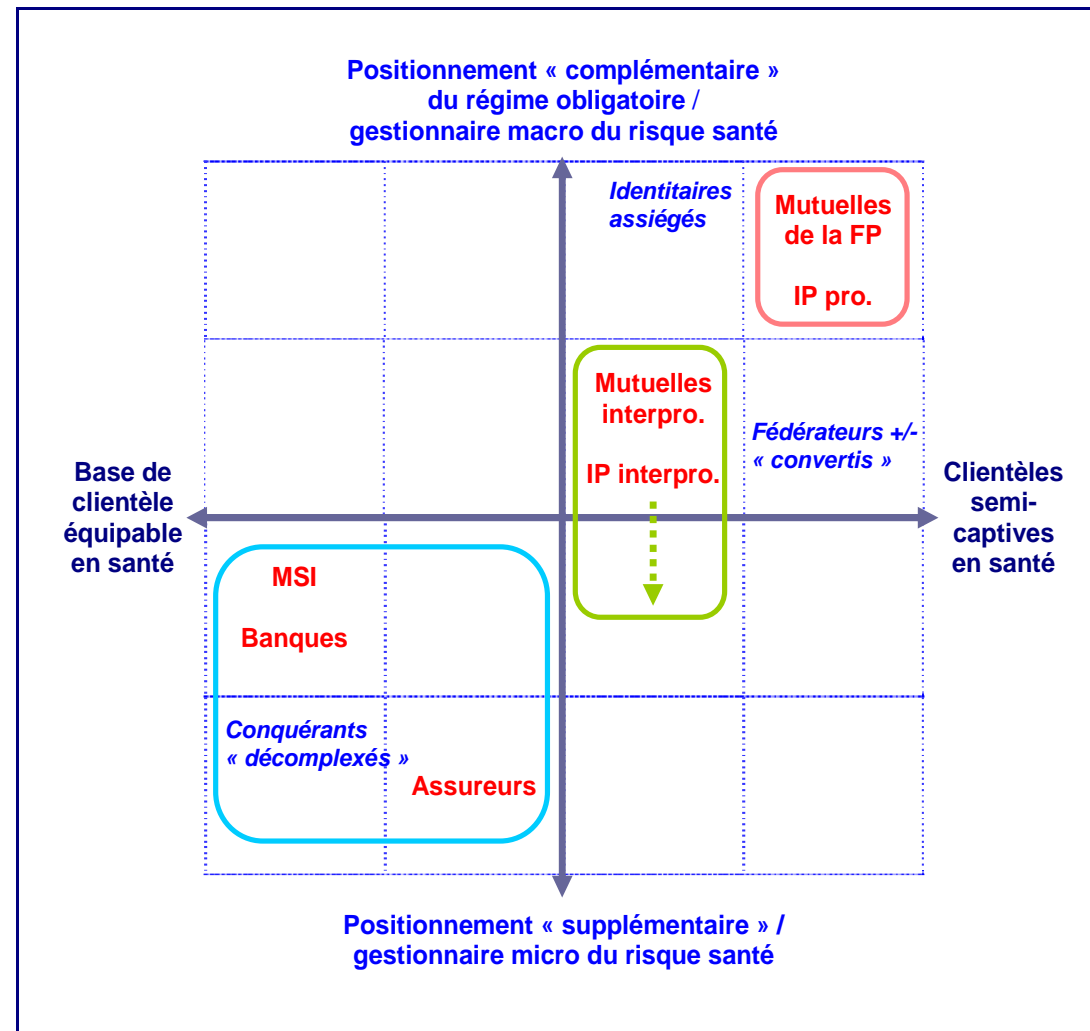 Positionnement « complémentaire »
du régime obligatoire /
gestionnaire macro du risque santé
Identitaires
assiégés
Mutuelles
de la FP
IP pro.
Mutuelles
interpro.
IP interpro.
Fédérateurs +/-
« convertis »
Base de
clientèle
équipable
en santé
Clientèles
semi-
captives
en santé
MSI
Banques
Conquérants
« décomplexés »
Assureurs
Positionnement « supplémentaire » /
gestionnaire micro du risque santé